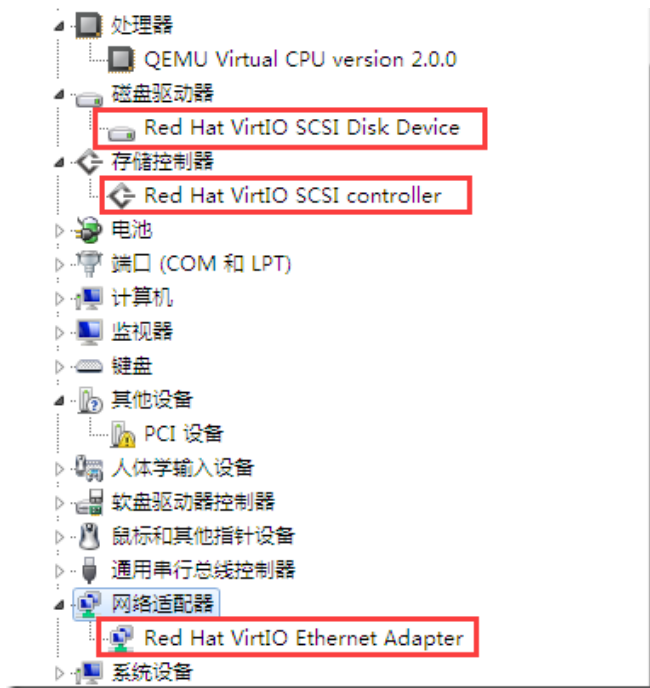 处理器
QEMU Virtual CPU version 2.0.0
磁盘驱动器
Red Hat VirtIO SCSI Disk Device
存储控制器
Red Hat VirtIO SCSI controller
电池
端口 (COM 和 LPT)
计算机
监视器
键盘
其他设备
PCI 设备
人体学输入设备
软盘驱动器控制器
鼠标和其他指针设备
通用串行总线控制器
网络适配器
Red Hat VirtIO Ethernet Adapter
系统设备